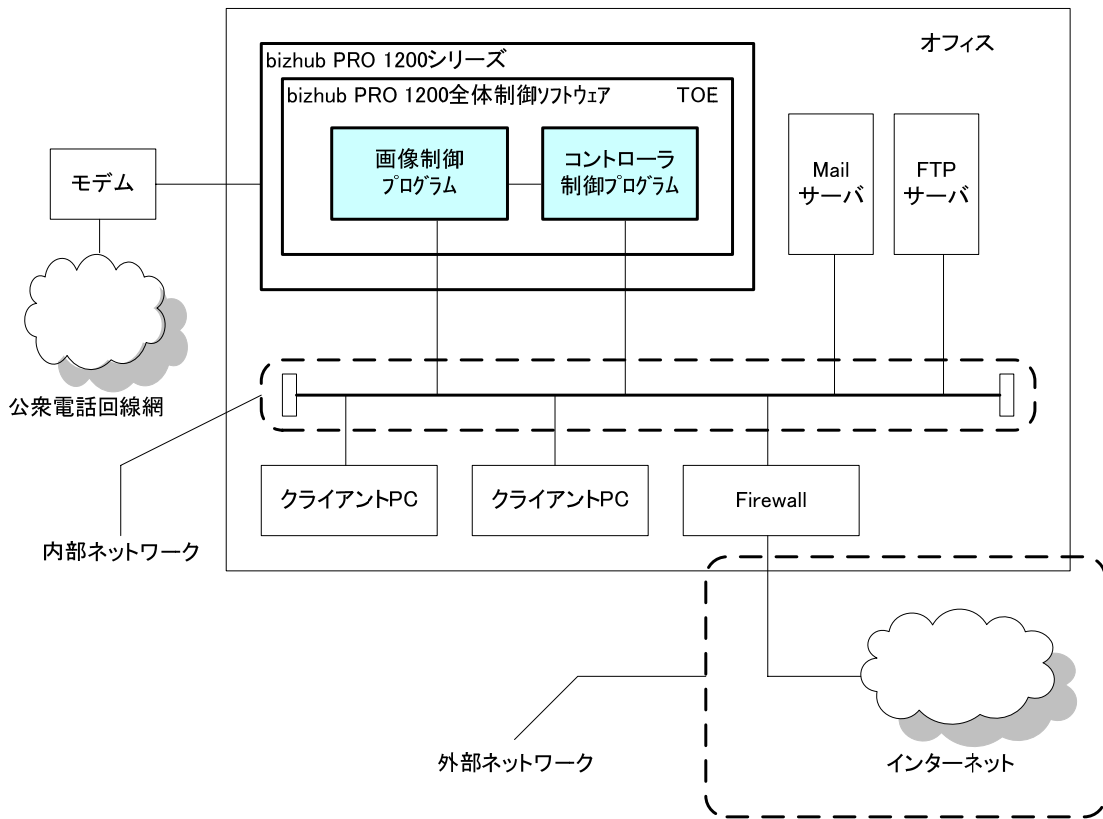 オフィス
bizhub PRO 1200シリーズ
bizhub PRO 1200全体制御ソフトウェア TOE
画像制御
プログラム
コントローラ
制御プログラム
Mail
サーバ
FTP
サーバ
モデム
公衆電話回線網
クライアントPC
クライアントPC
Firewall
内部ネットワーク
外部ネットワーク
インターネット